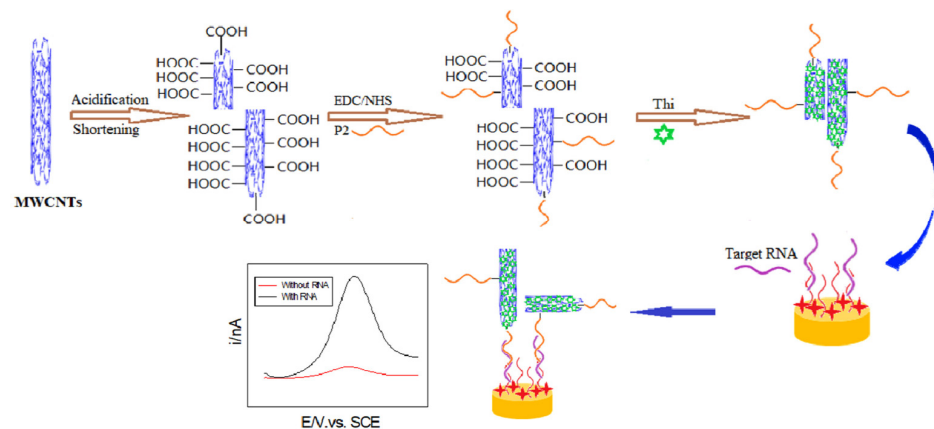 MWCNTs
Acidification
Shortening
COOH
HOOC
HOOC
HOOC
COOH
COOH
COOH
HOOC
HOOC
HOOC
HOOC
COOH
COOH
COOH
COOH
EDC/NHS
P2
HOOC
HOOC
COOH
COOH
COOH
HOOC
HOOC
HOOC
HOOC
COOH
COOH
Thi
Target RNA
Without RNA
With RNA
i/nA
E/V.vs. SCE